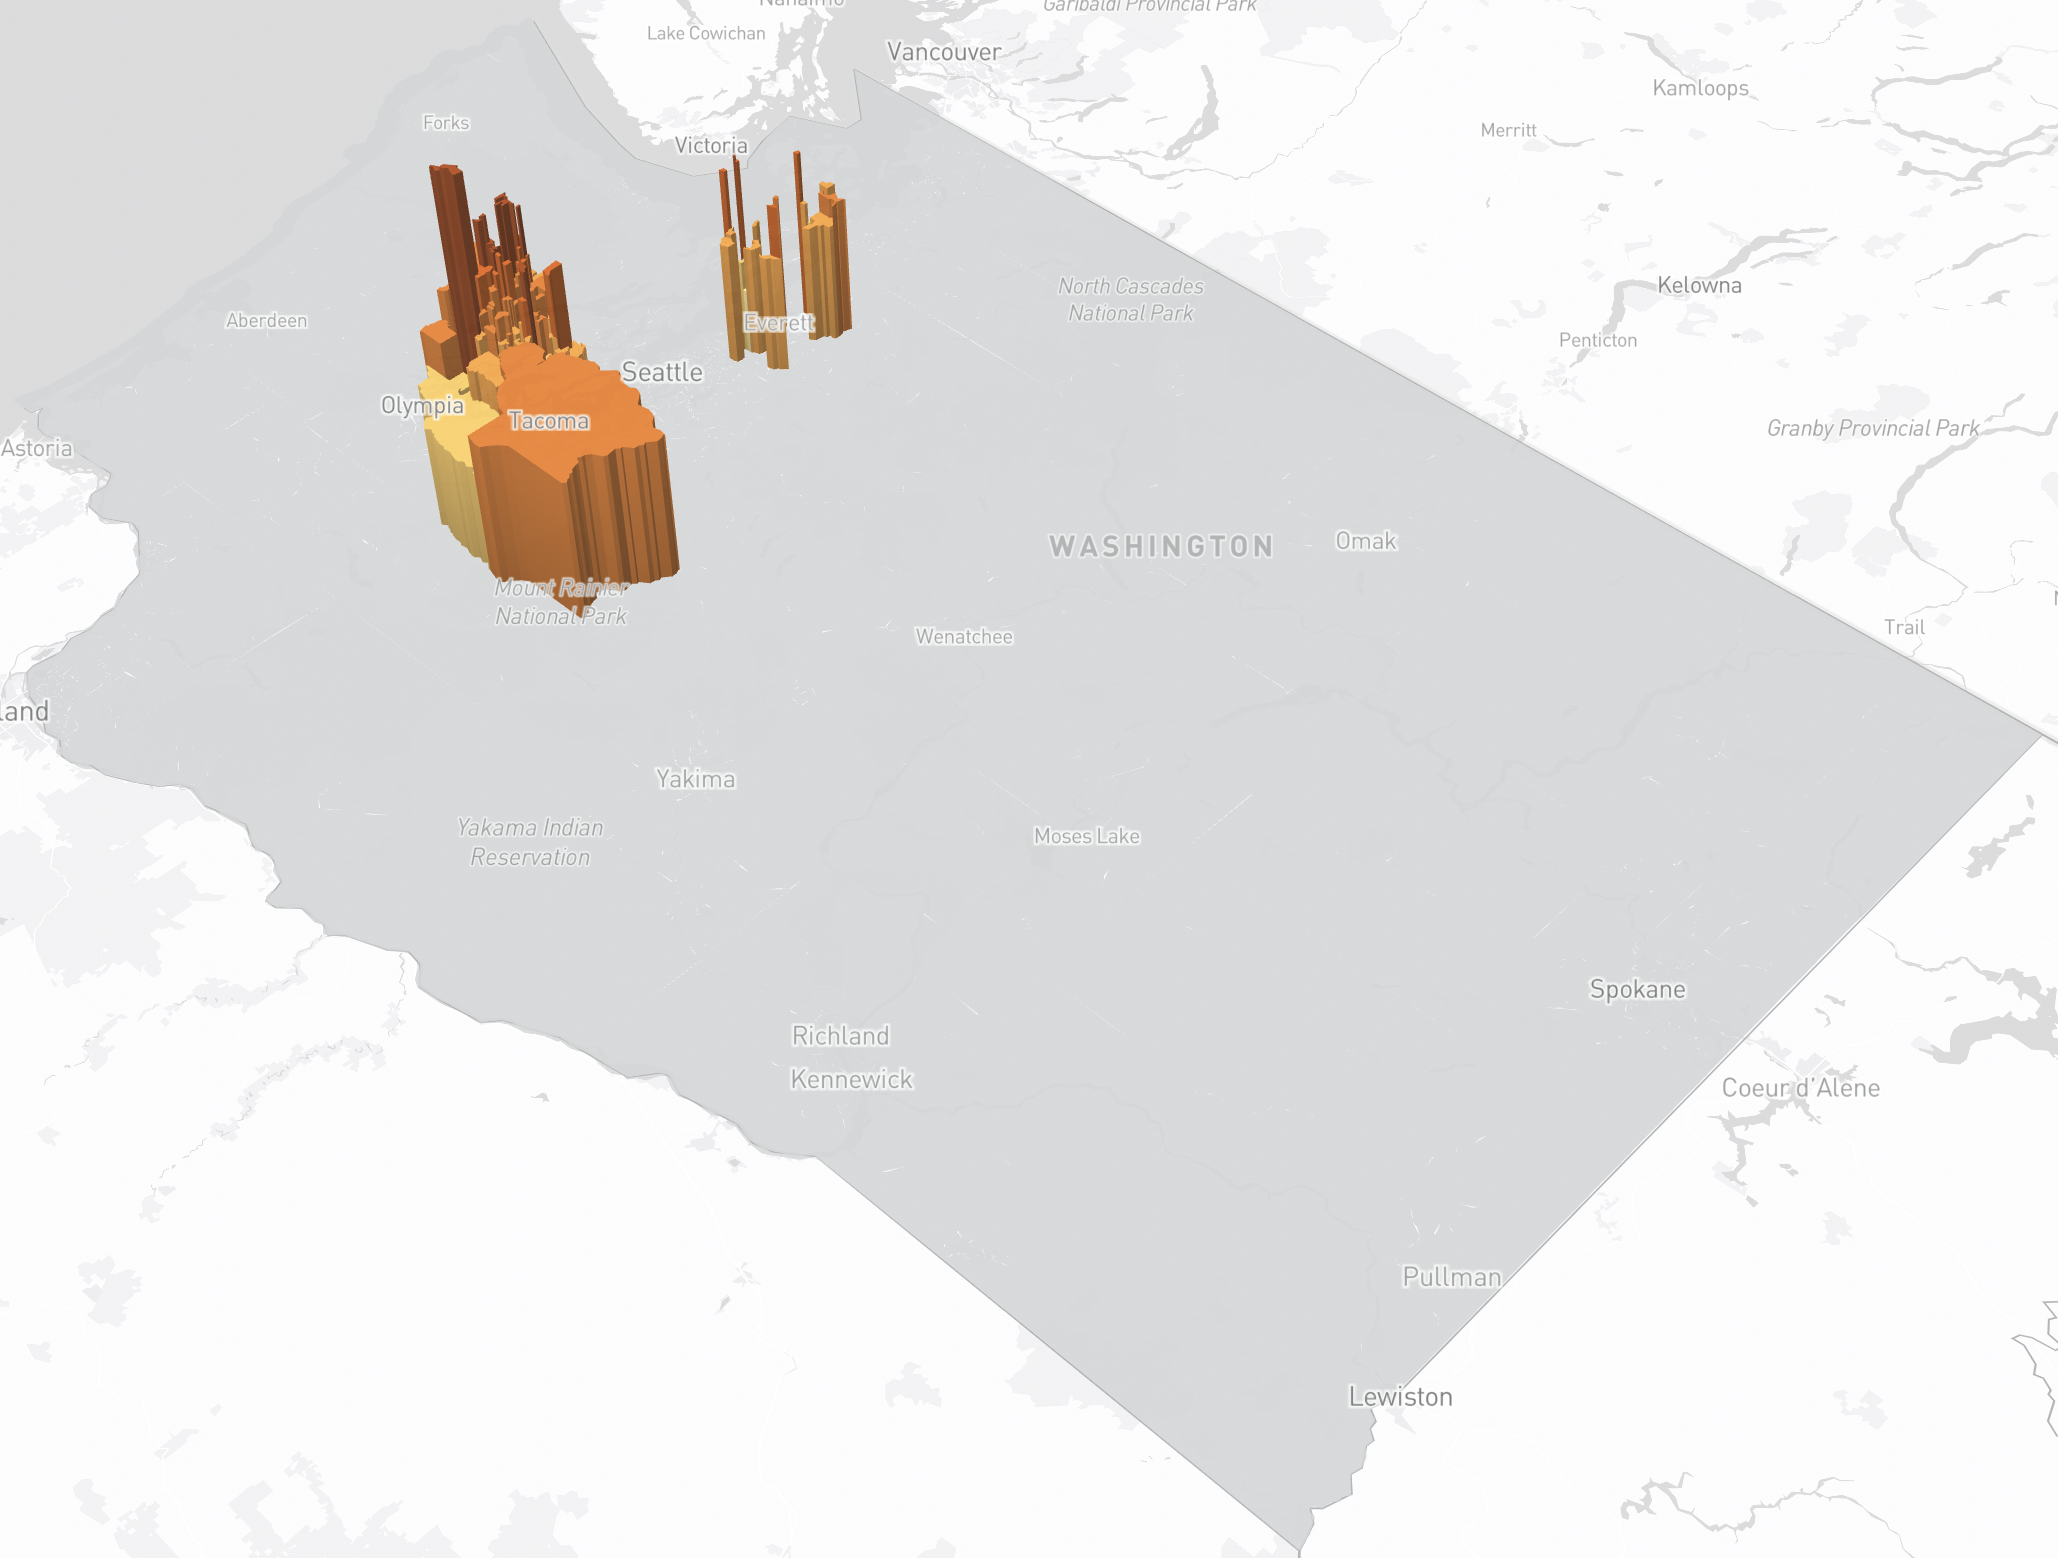 Nanaimo
Garibaldi Provincial Park
Lake Cowichan
Vancouver
Kamloops
Forks
Merritt
Victoria
North Cascades
National Park
Kelowna
Aberdeen
Everett
Penticton
Seattle
Olympia
Tacoma
Granby Provincial Park
Astoria
WASHINGTON
Omak
Mount Rainier
National Park
Trail
Wenatchee
land
Yakima
Yakama Indian
Reservation
Moses Lake
Spokane
Richland
Kennewick
Coeur d'Alene
Pullman
Lewiston